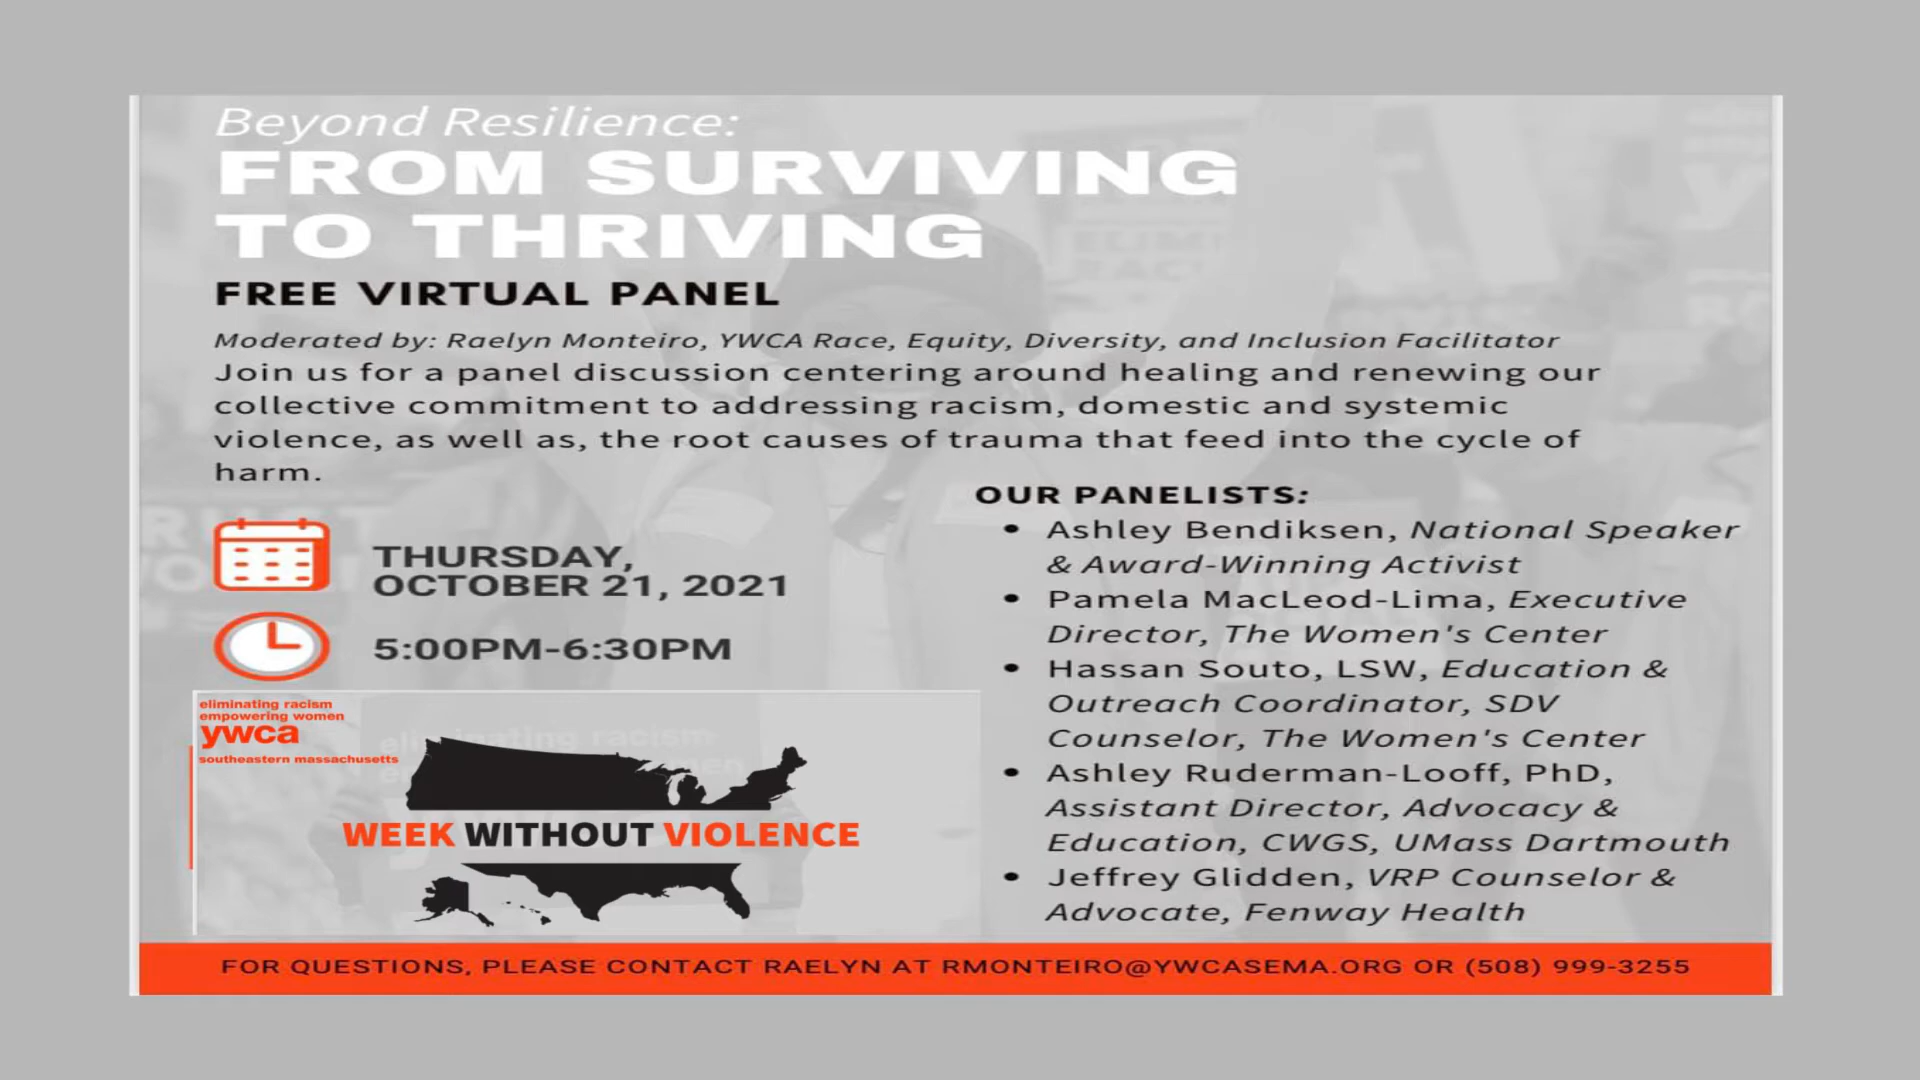 Beyond Resilience:
FROM SURVIVING
TO THRIVING
FREE VIRTUAL PANEL
Moderated by: Raelyn Monteiro, YWCA Race, Equity, Diversity, and Inclusion Facilitator
Join us for a panel discussion centering around healing and renewing our
collective commitment to addressing racism, domestic and systemic
violence, as well as, the root causes of trauma that feed into the cycle of
harm.
THURSDAY,
OCTOBER 21, 2021
5:00PM-6:30PM
eliminating racism
empowering women
ywca
southeastern massachusetts
WEEK WITHOUT VIOLENCE
OUR PANELISTS:
• Ashley Bendiksen, National Speaker
& Award-Winning Activist
• Pamela MacLeod-Lima, Executive
Director, The Women's Center
• Hassan Souto, LSW, Education &
Outreach Coordinator, SDV
Counselor, The Women's Center
• Ashley Ruderman-Looff, PhD,
Assistant Director, Advocacy &
Education, CWGS, UMass Dartmouth
• Jeffrey Glidden, VRP Counselor &
Advocate, Fenway Health
FOR QUESTIONS, PLEASE CONTACT RAELYN AT RMONTEIRO@YWCASEMA.ORG OR (508) 999-3255